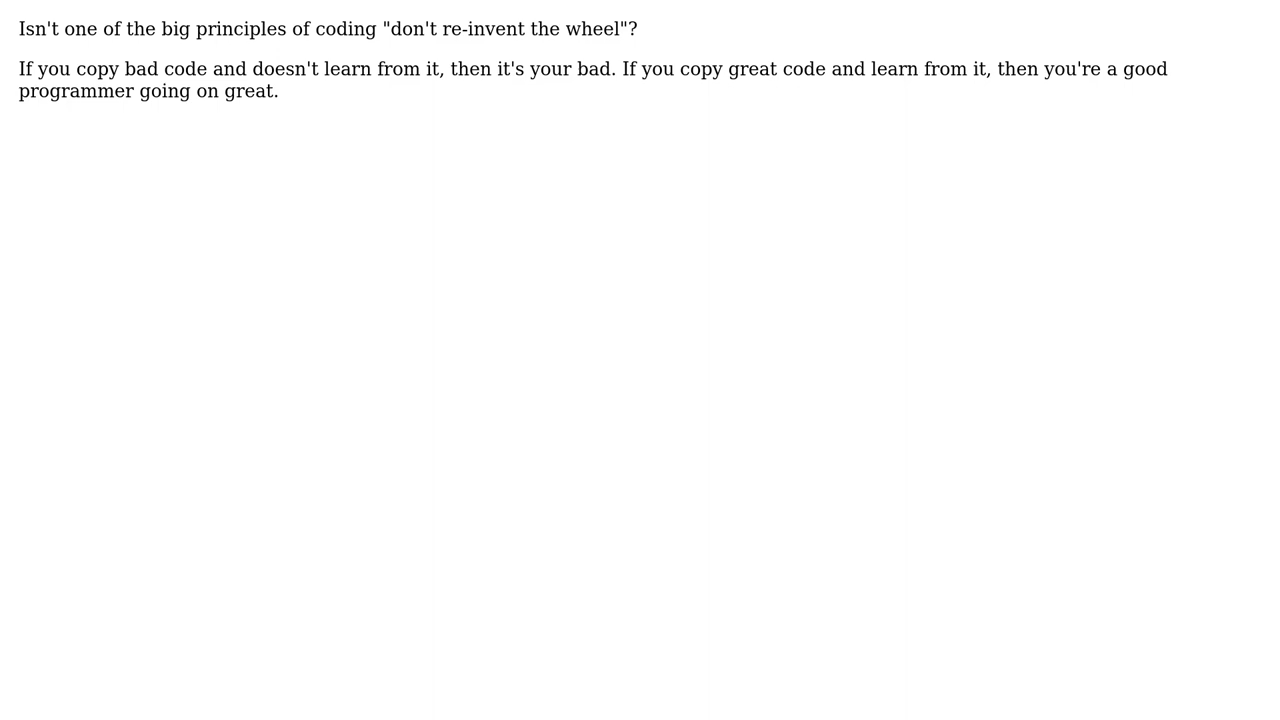 Isn't one of the big principles of coding "don't re-invent the wheel"?
If you copy bad code and doesn't learn from it, then it's your bad. If you copy great code and learn from it, then you're a good
programmer going on great.